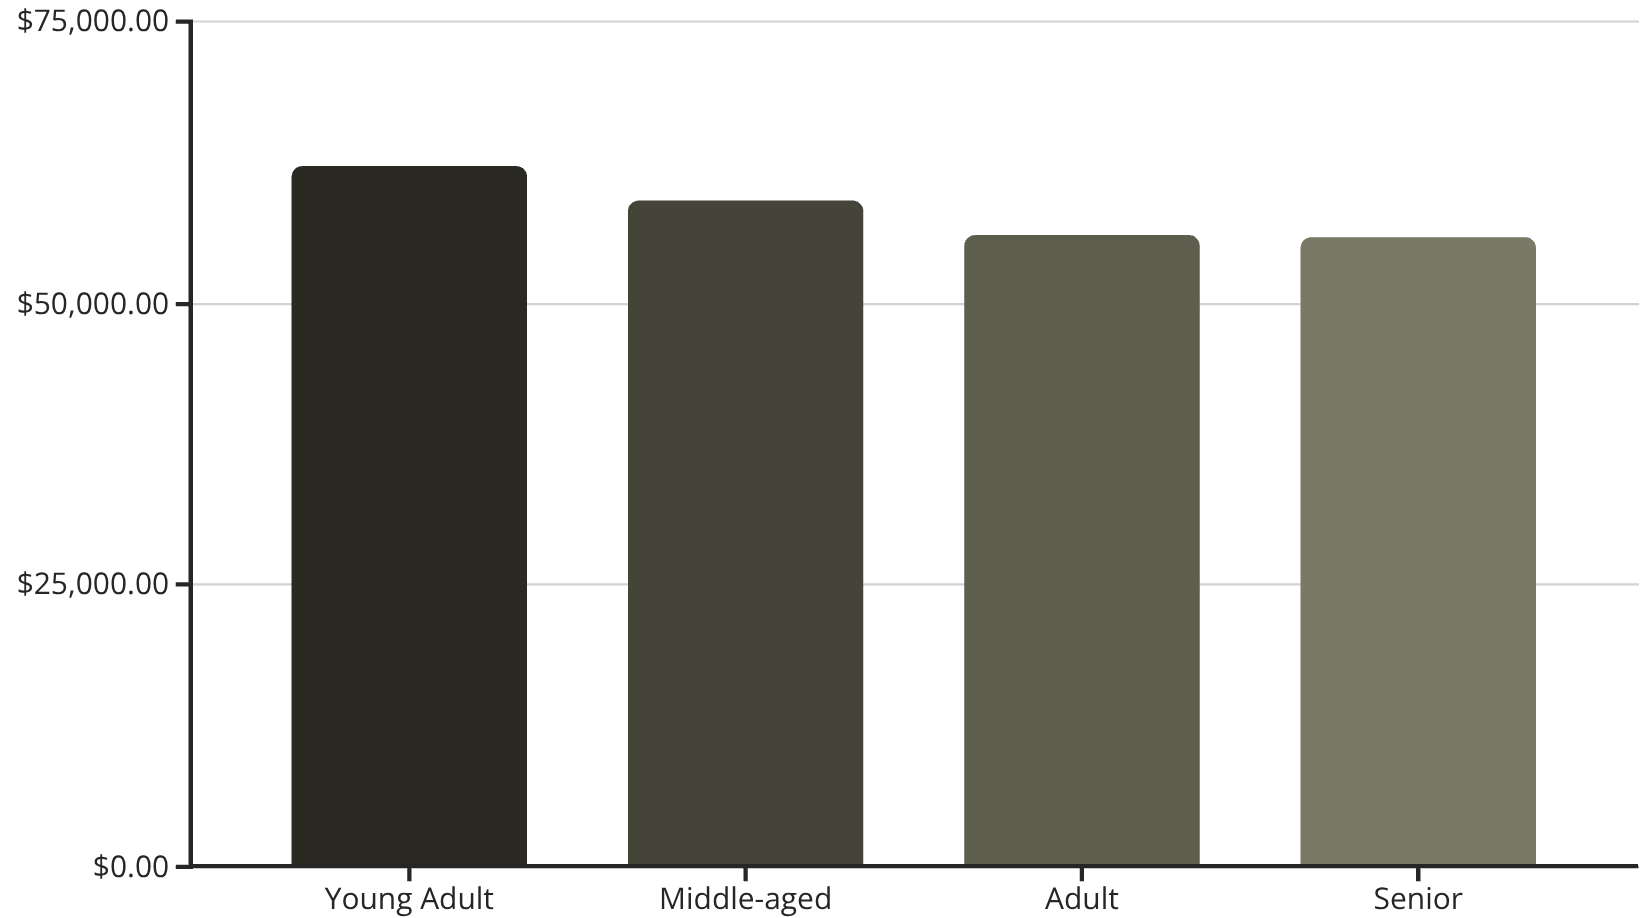 $75,000.00
$50,000.00
$25,000.00
$0.00
Young Adult
Middle-aged
Adult
Senior